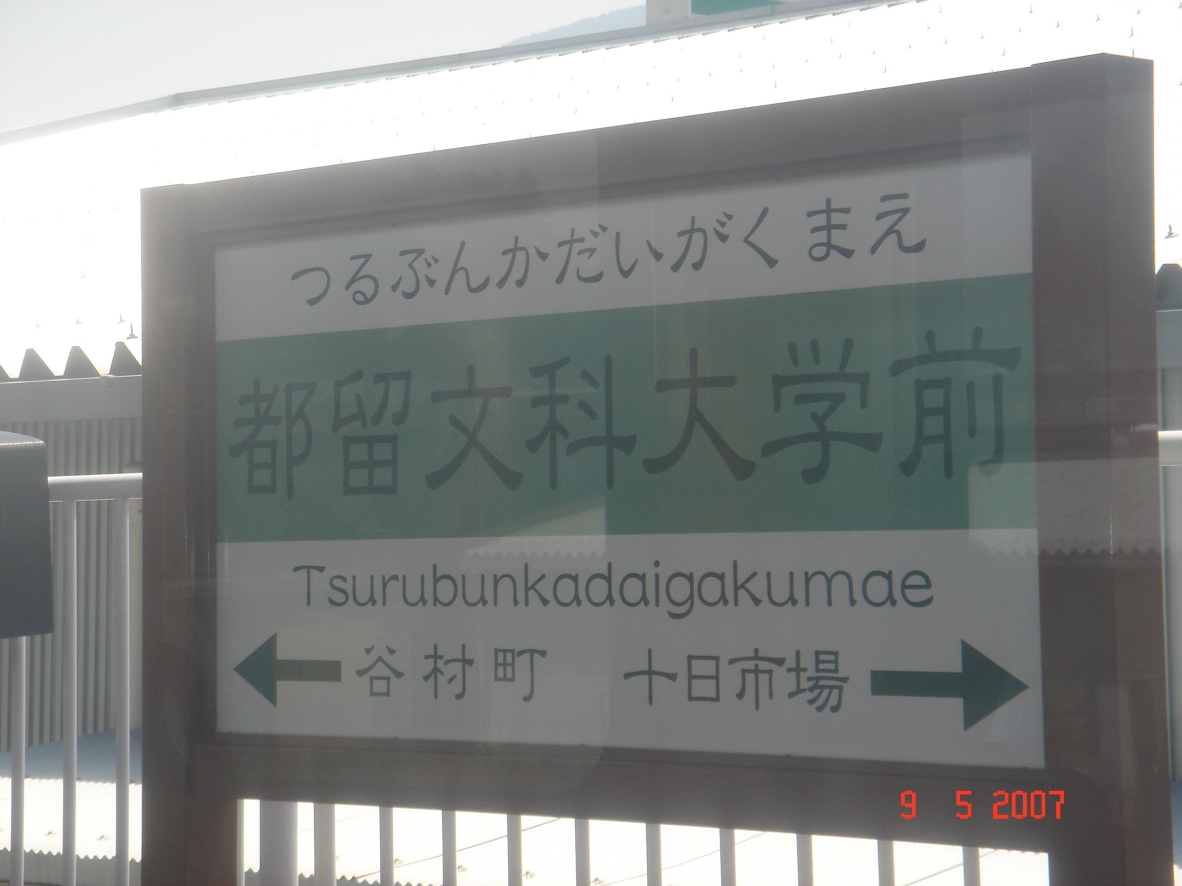 つるぶんかだいがくまえ
都留文科大学前
Tsurubunkadaigakumae
谷村町 十日市場
9 5 2007